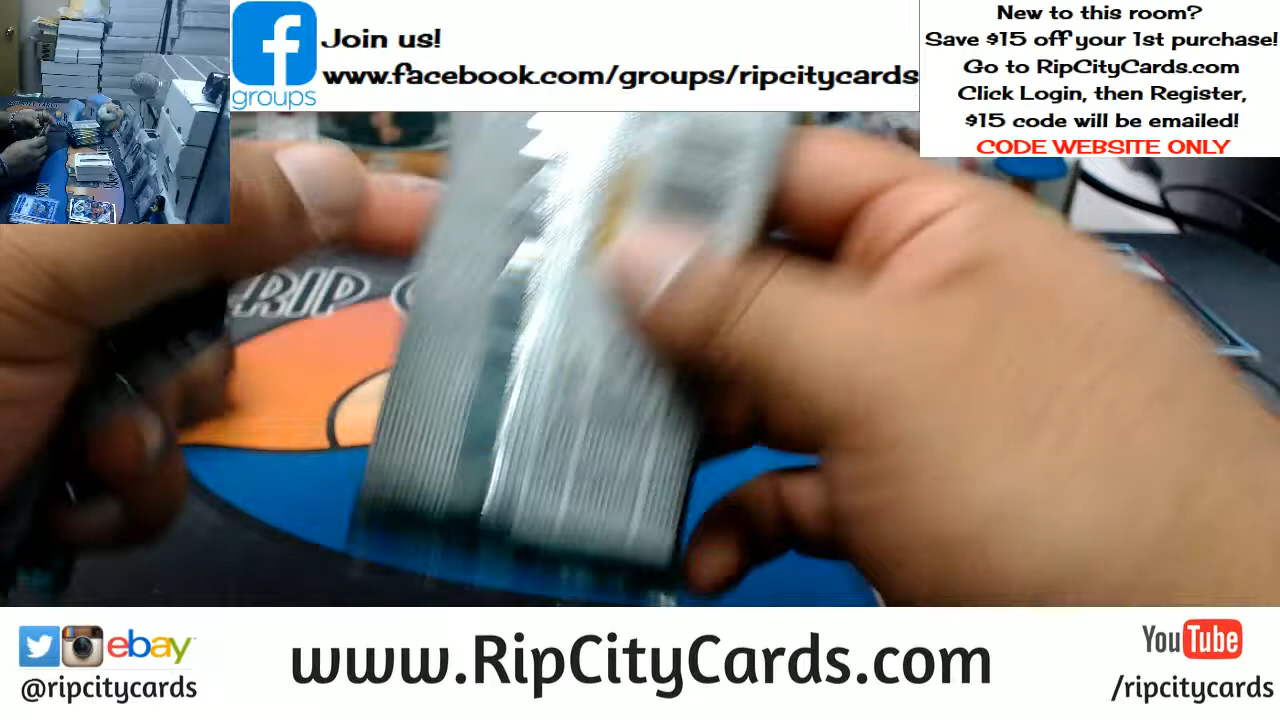 groups
Join us!
www.facebook.com/groups/ripcitycards
New to this room?
Save $15 off your 1st purchase!
Go to RipCityCards.com
Click Login, then Register,
$15 code will be emailed!
CODE WEBSITE ONLY
RIP C
ebay
@ripcitycards
www.RipCityCards.com
YouTube
/ripcitycards